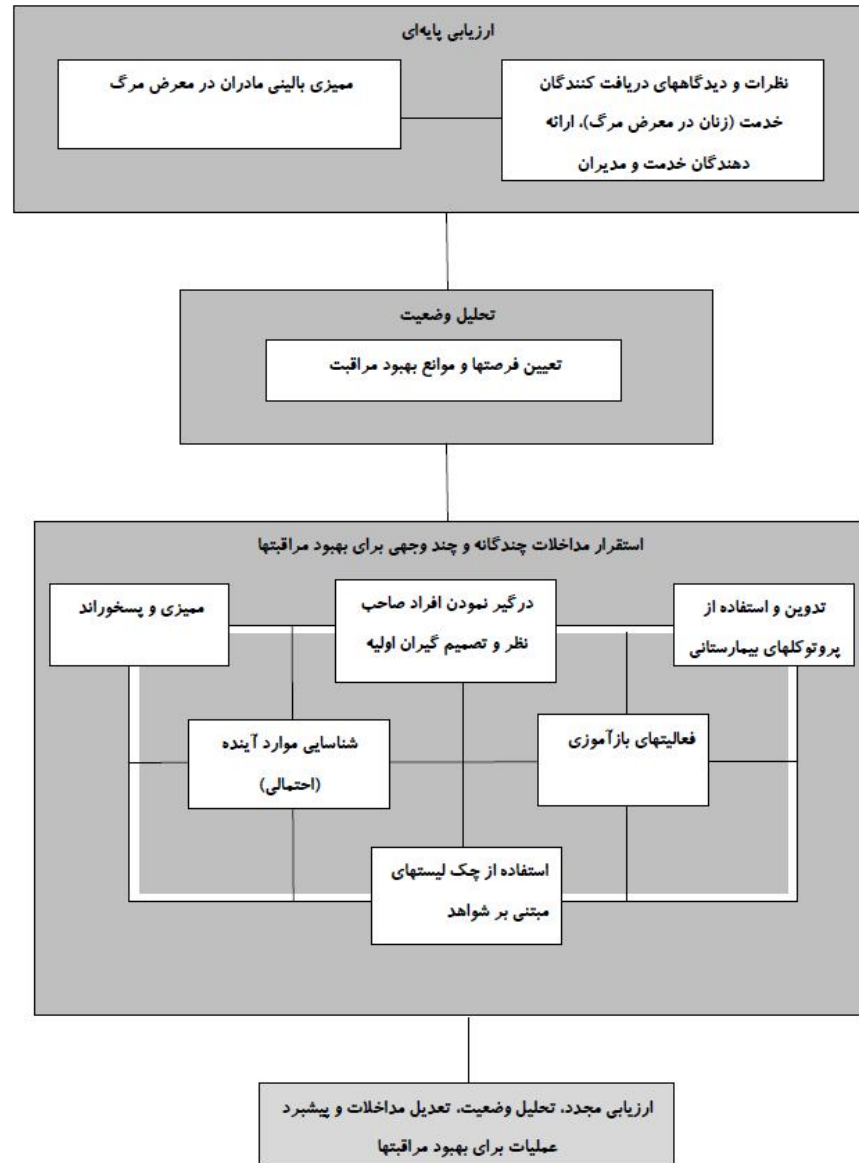 ارزیابی پایه‌ای
نظرات و دیدگاههای دریافت کنندگان
خدمت (زنان در معرض مرگ)، ارائه
دهندگان خدمت و مدیران
ممیزی بالینی مادران در معرض مرگ
تحلیل وضعیت
تعیین فرصتها و موانع بهبود مراقبت
استقرار مداخلات چندگانه و چند وجهی برای بهبود مراقبتها
تدوین و استفاده از
پروتوکلهای بیمارستانی
درگیر نمودن افراد صاحب
نظر و تصمیم گیران اولیه
ممیزی و پسخوراند
فعالیتهای بازآموزی
شناسایی موارد آینده
(احتمالی)
استفاده از چک لیستهای
مبتنی بر شواهد
ارزیابی مجدد، تحلیل وضعیت، تعدیل مداخلات و پیشبرد
عملیات برای بهبود مراقبتها